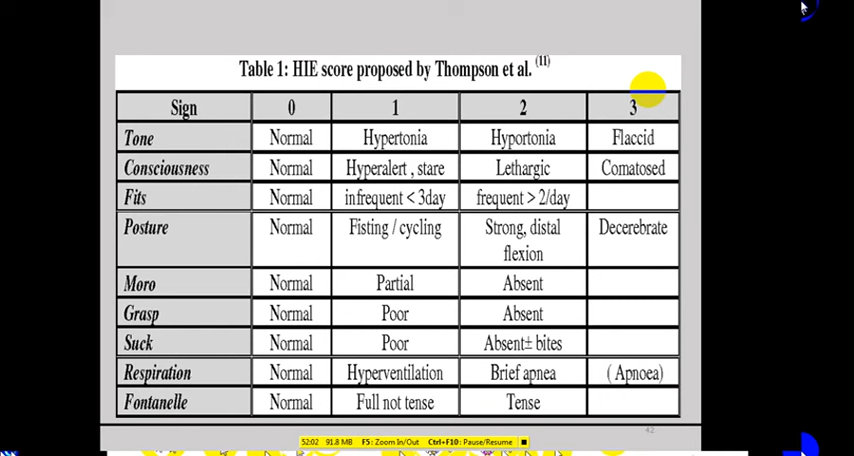 Table 1: HIE score proposed by Thompson et al. (11)
Sign 0 1 2 3
Tone Normal Hypertonia Hyportonia Flaccid
Consciousness Normal Hyperalert , stare Lethargic Comatosed
Fits Normal infrequent < 3day frequent > 2/day
Posture Normal Fisting / cycling Strong, distal Decerebrate
flexion
Moro Normal Partial Absent
Grasp Normal Poor Absent
Suck Normal Poor Absent± bites
Respiration Normal Hyperventilation Brief apnea ( Apnoea)
Fontanelle Normal Full not tense Tense
42
52:02 91.8 MB F5: Zoom In/Out Ctrl+F10: Pause/Resume